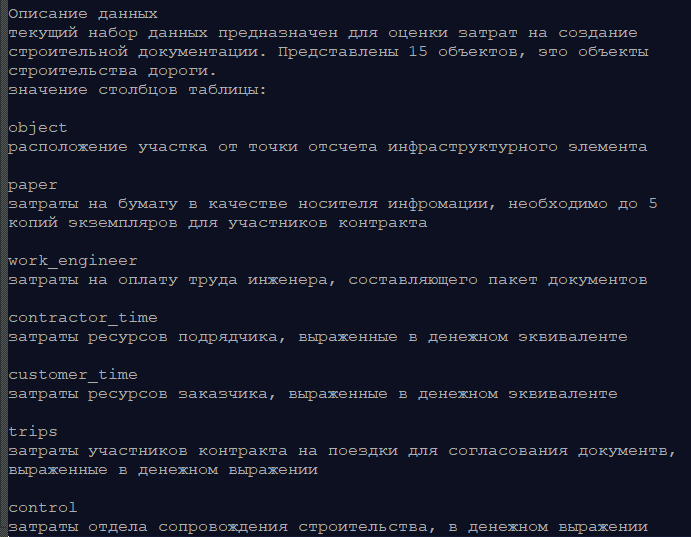 Описание данных
текущий набор данных предназначен для оценки затрат на создание
строительной документации. Представлены 15 объектов, это объекты
строительства дороги.
значение столбцов таблицы:
object
расположение участка от точки отсчета инфраструктурного элемента
paper
затраты на бумагу в качестве носителя инфромации, необходимо до 5
копий экземпляров для участников контракта
work_engineer
затраты на оплату труда инженера, составляющего пакет документов
contractor_time
затраты ресурсов подрядчика, выраженные в денежном эквиваленте
customer_time
затраты ресурсов заказчика, выраженные в денежном эквиваленте
trips
затраты участников контракта на поездки для согласования документв,
выраженные в денежном выражении
control
затраты отдела сопровождения строительства, в денежном выражении